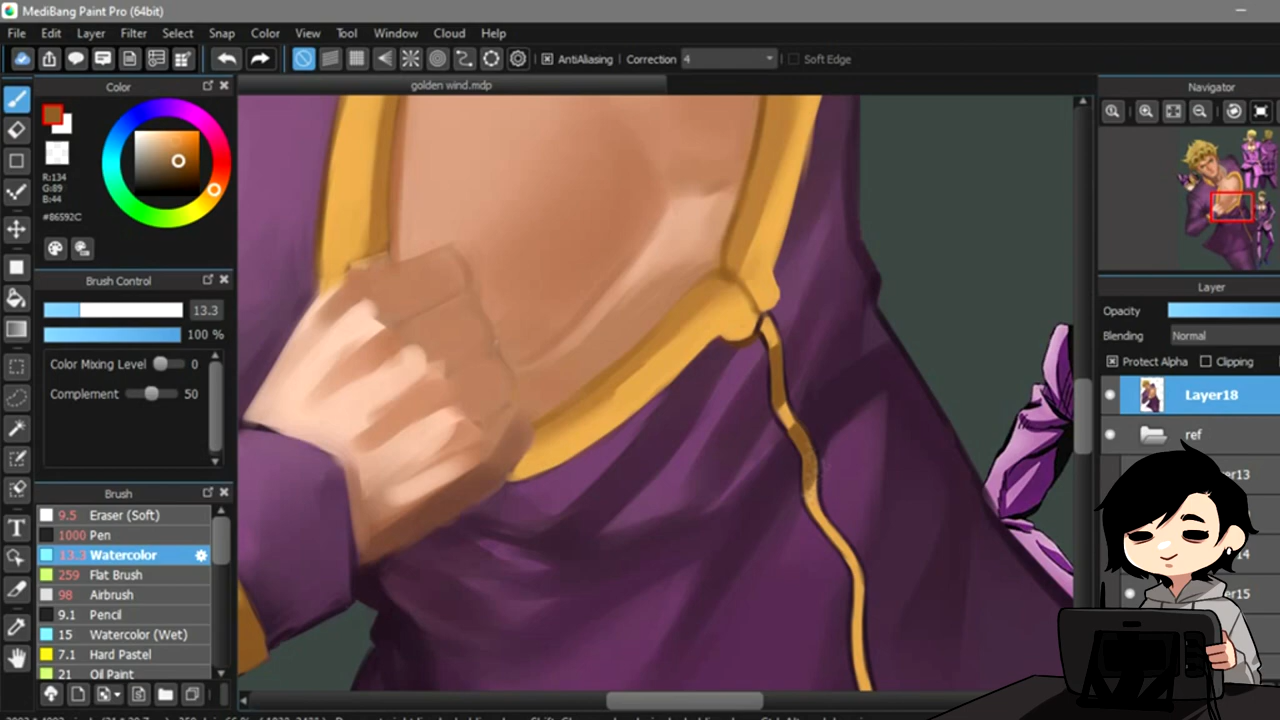 MediBang Paint Pro (64bit)
File Edit Layer Filter Select Snap Color View Tool Window Cloud Help
AntiAliasing Correction 4 Soft Edge
Color
golden wind.mdp
Navigator
R:134
G:89
B:44
#86592C
Brush Control
13.3
100 %
Color Mixing Level 0
Complement 50
Layer
Opacity
Blending Normal
Protect Alpha Clipping
Layer18
ref
er13
er15
Brush
9.5 Eraser (Soft)
1000 Pen
13.3 Watercolor
259 Flat Brush
98 Airbrush
9.1 Pencil
15 Watercolor (Wet)
7.1 Hard Pastel
21 Oil Paint
T